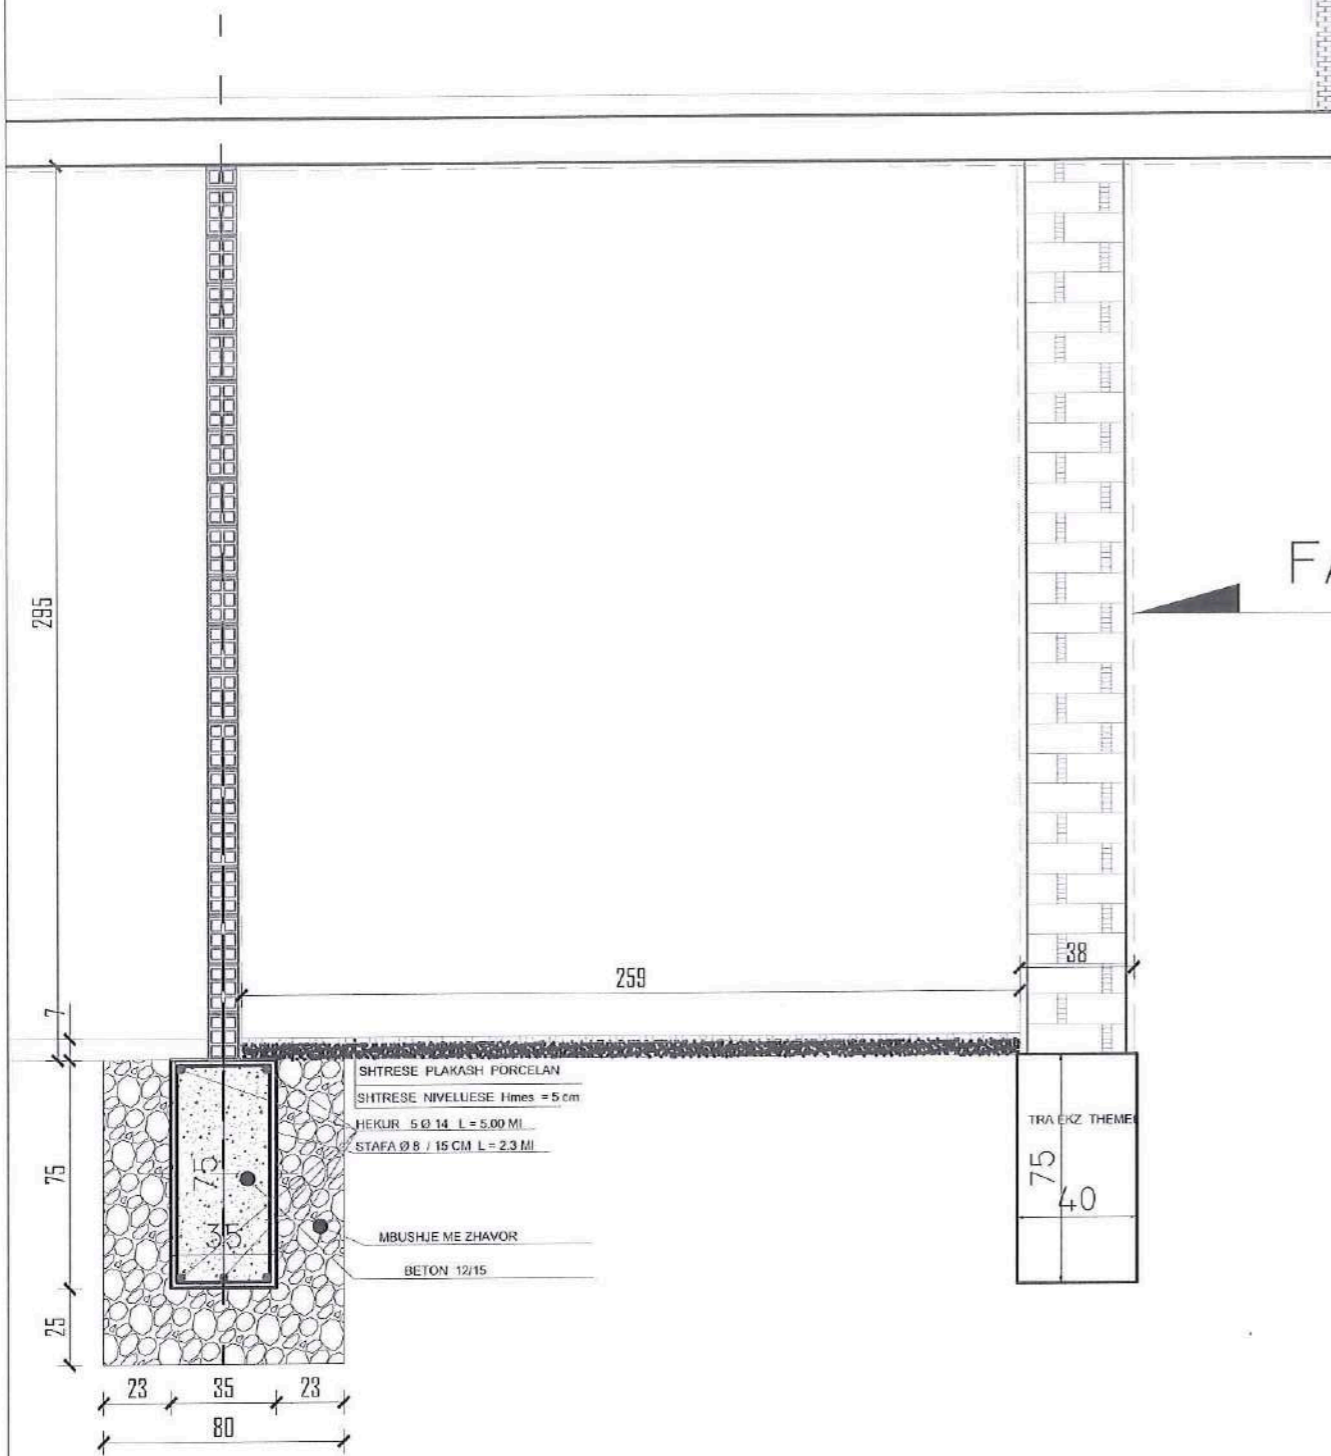 FA
295
38
259
7
SHTRESE PLAKASH PORCELAN
SHTRESE NIVELUESE Hmes = 5 cm
HEKUR 5 Ø 14 L = 5.00 Ml
STAFA Ø 8 / 15 CM L = 2.3 Ml
TRA EKZ THEME
75
75
75
40
35
MBUSHJE ME ZHAVOR
BETON 12/15
25
23 35 23
80